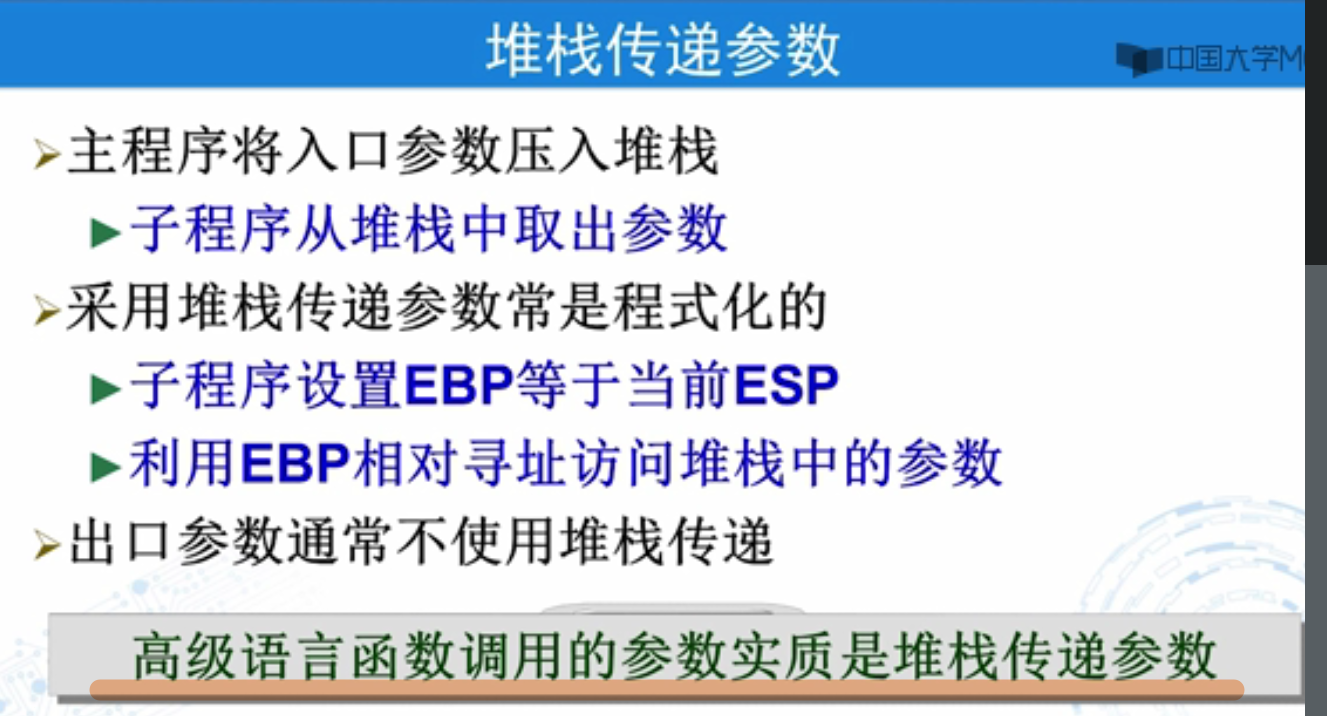 堆栈传递参数
中国大学M
主程序将入口参数压入堆栈
子程序从堆栈中取出参数
采用堆栈传递参数常是程式化的
子程序设置EBP等于当前ESP
利用EBP相对寻址访问堆栈中的参数
出口参数通常不使用堆栈传递
高级语言函数调用的参数实质是堆栈传递参数